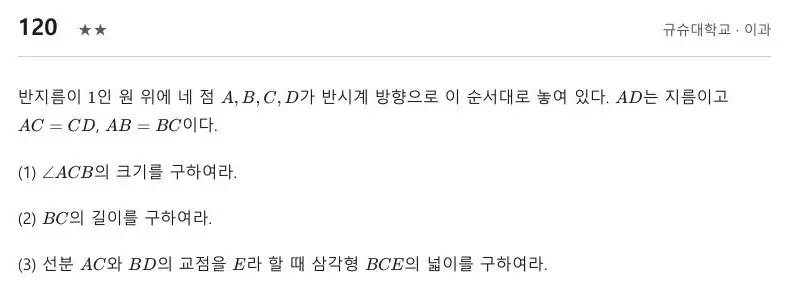 120 ★★
규슈대학교 · 이과
반지름이 1인 원 위에 네 점 A, B, C, D가 반시계 방향으로 이 순서대로 놓여 있다. AD는 지름이고
AC = CD, AB = BC이다.
(1) ∠ACB의 크기를 구하여라.
(2) BC의 길이를 구하여라.
(3) 선분 AC와 BD의 교점을 E라 할 때 삼각형 BCE의 넓이를 구하여라.